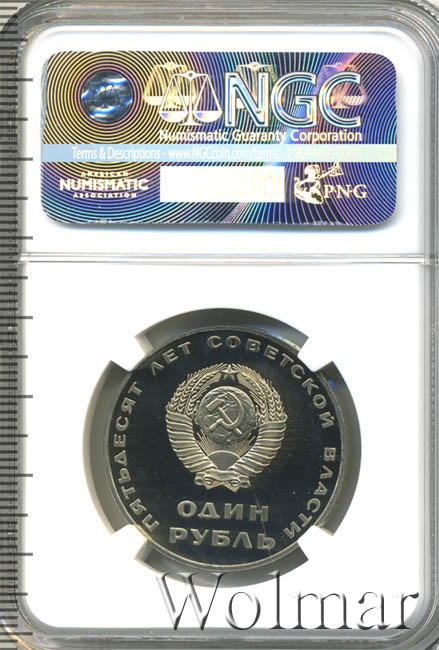 NGC
Numismatic Guaranty Corporation
Terms & Descriptions - www.NGCcoin.com/terms
AMERICAN
NUMISMATIC
ASSOCIATION
PNG
ПЯТЬДЕСЯТ ЛЕТ СОВЕТСКОЙ ВЛАСТИ
ОДИН
РУБЛЬ
Wolmar